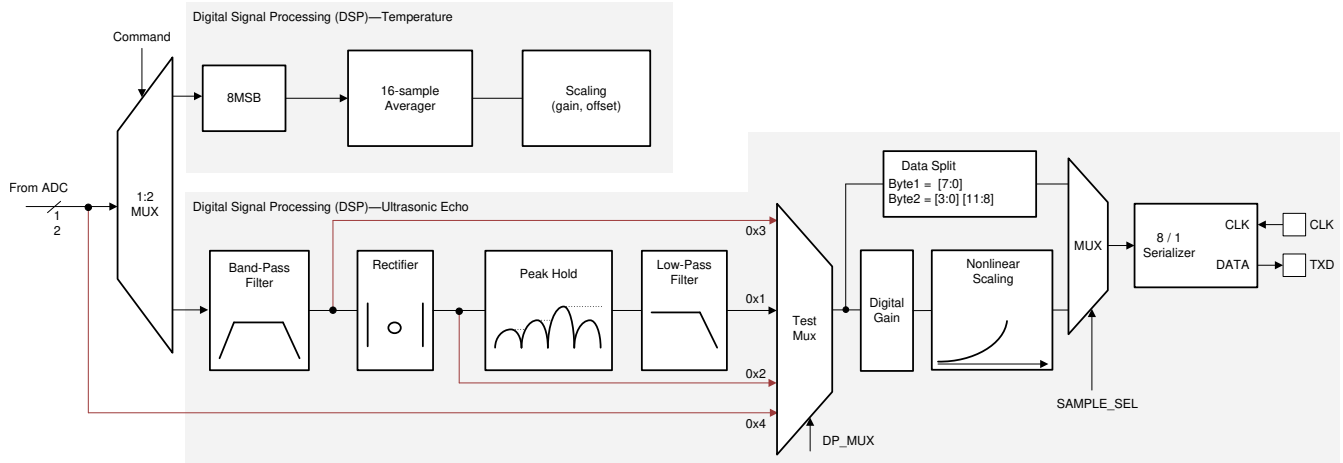 Digital Signal Processing (DSP)—Temperature
Command
8MSB
16-sample
Averager
Scaling
(gain, offset)
From ADC
1
2
1:2
MUX
Digital Signal Processing (DSP)—Ultrasonic Echo
Band-Pass
Filter
Rectifier
Peak Hold
Low-Pass
Filter
0x3
0x1
0x2
0x4
Test
Mux
DP_MUX
Data Split
Byte1 = [7:0]
Byte2 = [3:0] [11:8]
Digital
Gain
Nonlinear
Scaling
MUX
SAMPLE_SEL
8 / 1
Serializer
CLK
DATA
CLK
TXD